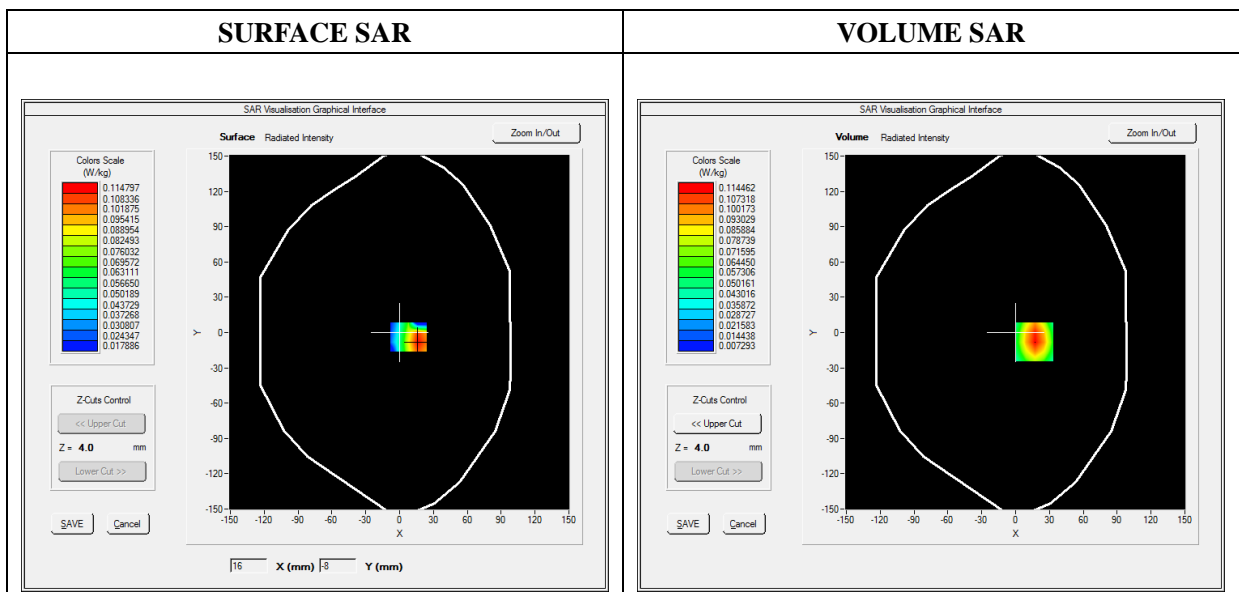 SURFACE SAR
VOLUME SAR
SAR Visualisation Graphical Interface
Surface Radiated Intensity
Zoom In/Out
Colors Scale
(W/kg)
0.114797
0.108336
0.101875
0.095415
0.088954
0.082493
0.076032
0.069572
0.063111
0.056650
0.050189
0.043729
0.037268
0.030807
0.024347
0.017886
150
120
90
60
30
0
-30
-60
-90
-120
-150
Y
-150 -120 -90 -60 -30 0 30 60 90 120 150
X
Z-Cuts Control
<< Upper Cut
Z = 4.0 mm
Lower Cut >>
SAVE Cancel
16 X (mm) -8 Y (mm)
SAR Visualisation Graphical Interface
Volume Radiated Intensity
Zoom In/Out
Colors Scale
(W/kg)
0.114462
0.107318
0.100173
0.093029
0.085884
0.078739
0.071595
0.064450
0.057306
0.050161
0.043016
0.035872
0.028727
0.021583
0.014438
0.007293
150
120
90
60
30
0
-30
-60
-90
-120
-150
Y
-150 -120 -90 -60 -30 0 30 60 90 120 150
X
Z-Cuts Control
<< Upper Cut
Z = 4.0 mm
Lower Cut >>
SAVE Cancel